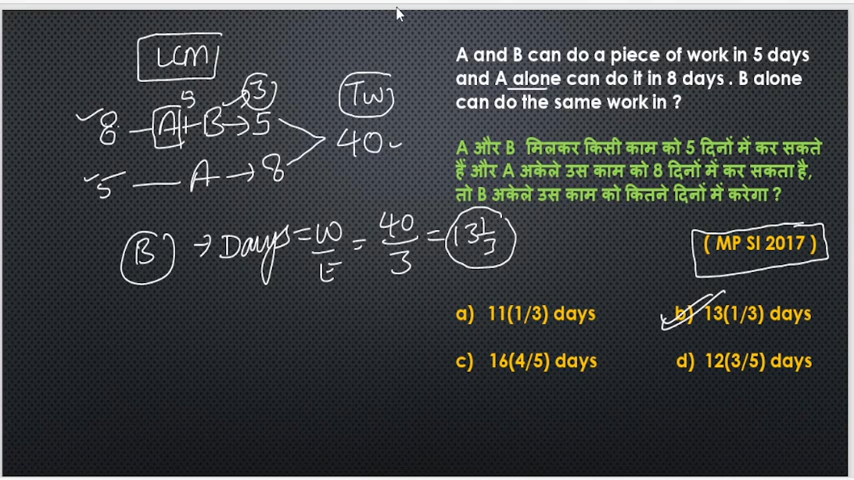 LCM
5 3
8 - A + B → 5
TW
40
5 — A → 8
B → Days = W/E = 40/3 = 13 1/3
A and B can do a piece of work in 5 days
and A alone can do it in 8 days . B alone
can do the same work in ?
A और B मिलकर किसी काम को 5 दिनों में कर सकते
हैं और A अकेले उस काम को 8 दिनों में कर सकता है,
तो B अकेले उस काम को कितने दिनों में करेगा ?
( MP SI 2017 )
a) 11(1/3) days
b) 13(1/3) days
c) 16(4/5) days
d) 12(3/5) days